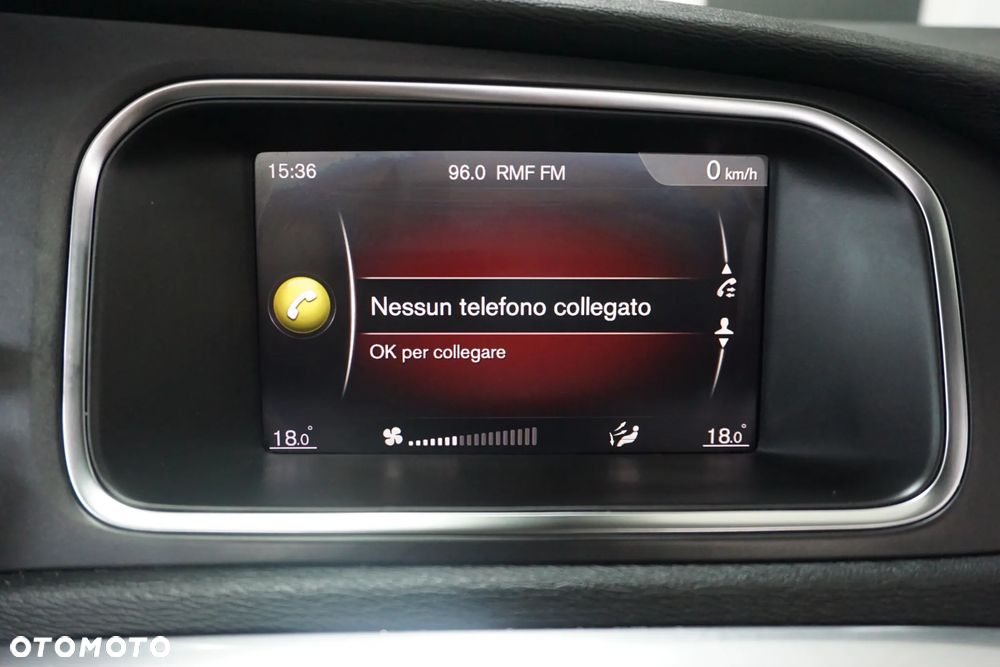 15:36 96.0 RMF FM 0 km/h
Nessun telefono collegato
OK per collegare
18.0° 18.0°
OTOMOTO